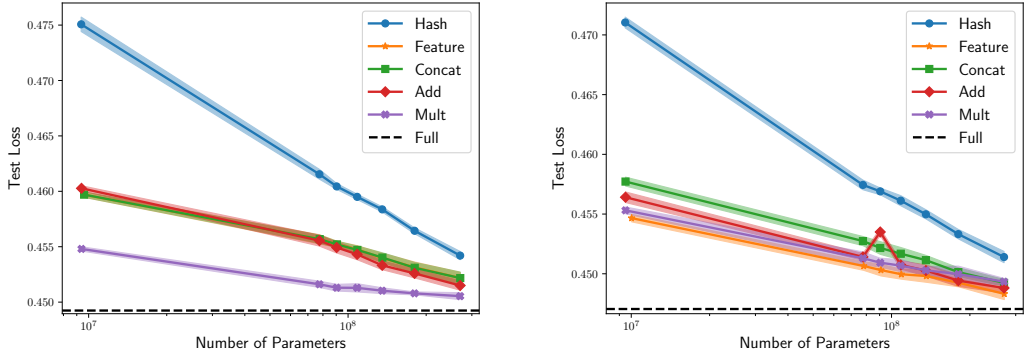 0.475
0.470
0.465
0.460
0.455
0.450
Test Loss
10^7
10^8
Number of Parameters
Hash
Feature
Concat
Add
Mult
Full
0.470
0.465
0.460
0.455
0.450
Test Loss
10^7
10^8
Number of Parameters
Hash
Feature
Concat
Add
Mult
Full